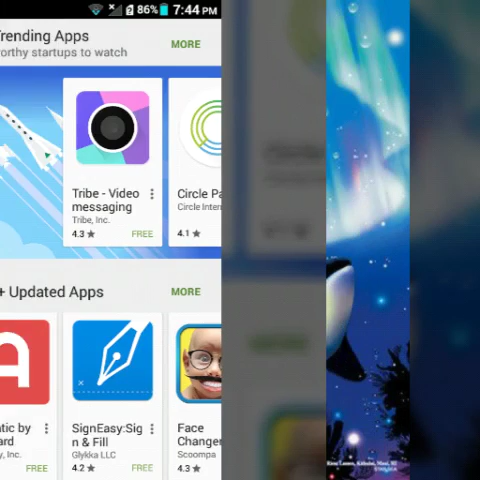 86% 7:44 PM
Trending Apps MORE
orthy startups to watch
Tribe - Video
messaging
Tribe, Inc.
4.3 FREE
Circle Pa
Circle Inter
4.1
+ Updated Apps MORE
A
tic by
ard
y, Inc.
FREE
SignEasy:Sig
n & Fill
Glykka LLC
4.2 FREE
Face
Changer
Scoompa
4.3